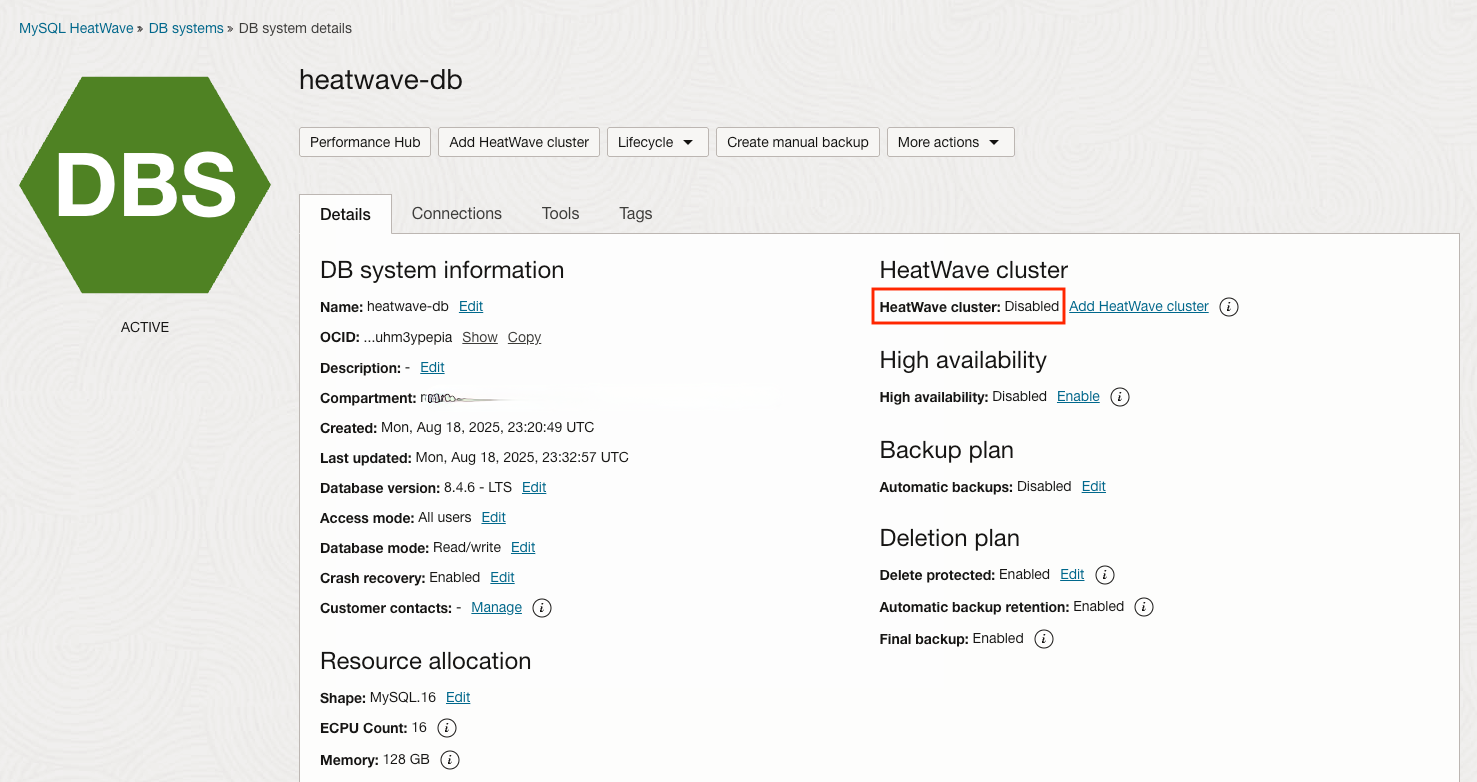 MySQL HeatWave » DB systems » DB system details
DBS
ACTIVE
heatwave-db
Performance Hub Add HeatWave cluster Lifecycle Create manual backup More actions
Details Connections Tools Tags
DB system information
Name: heatwave-db Edit
OCID: ...uhm3ypepia Show Copy
Description: - Edit
Compartment:
Created: Mon, Aug 18, 2025, 23:20:49 UTC
Last updated: Mon, Aug 18, 2025, 23:32:57 UTC
Database version: 8.4.6 - LTS Edit
Access mode: All users Edit
Database mode: Read/write Edit
Crash recovery: Enabled Edit
Customer contacts: - Manage i
Resource allocation
Shape: MySQL.16 Edit
ECPU Count: 16 i
Memory: 128 GB i
HeatWave cluster
HeatWave cluster: Disabled Add HeatWave cluster i
High availability
High availability: Disabled Enable i
Backup plan
Automatic backups: Disabled Edit
Deletion plan
Delete protected: Enabled Edit i
Automatic backup retention: Enabled i
Final backup: Enabled i